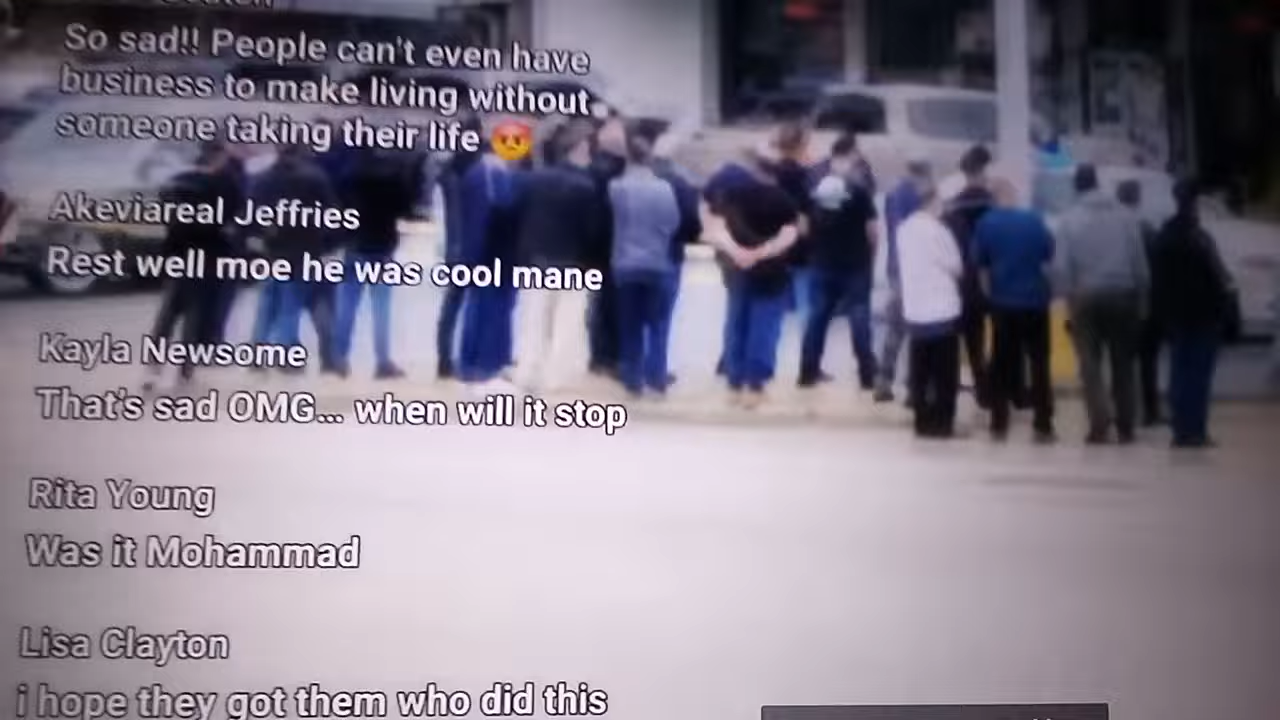 So sad!! People can't even have
business to make living without
someone taking their life 😡
Akeviareal Jeffries
Rest well moe he was cool mane
Kayla Newsome
That's sad OMG... when will it stop
Rita Young
Was it Mohammad
Lisa Clayton
i hope they got them who did this